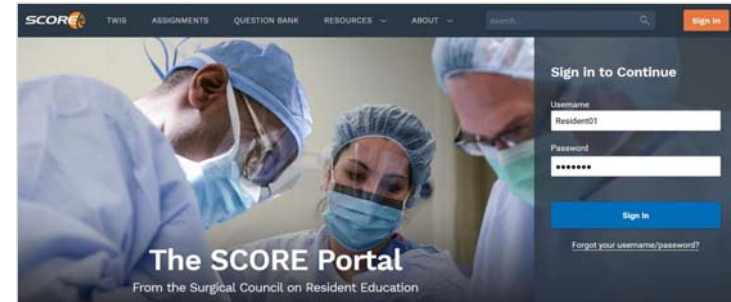 SCORE
TWIS ASSIGNMENTS QUESTION BANK RESOURCES ABOUT search... Sign In
Sign in to Continue
Username
Resident01
Password
•••••••
Sign In
Forgot your username/password?
The SCORE Portal
From the Surgical Council on Resident Education